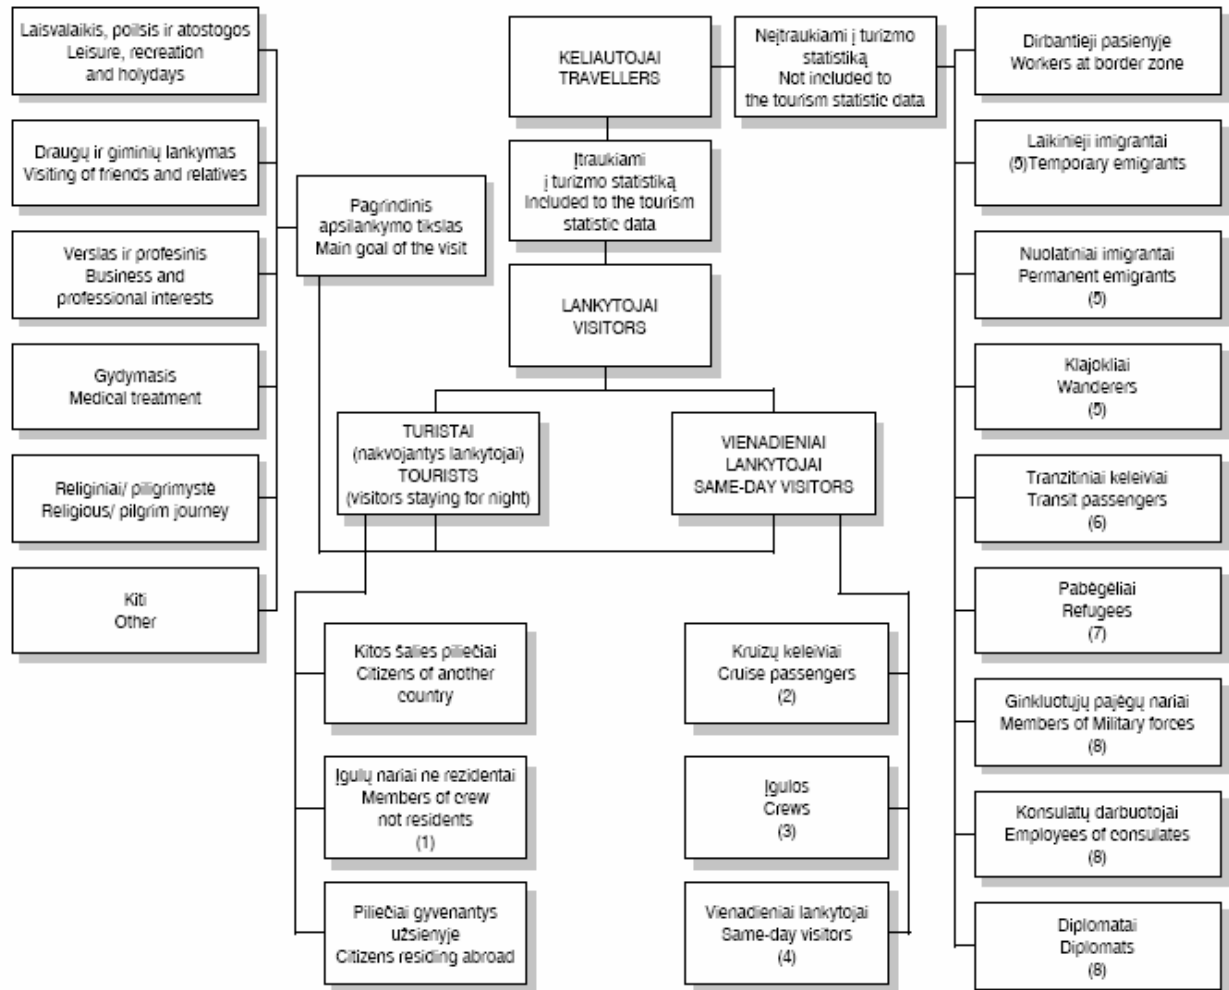 Laisvalaikis, poilsis ir atostogos
Leisure, recreation
and holydays
Draugų ir giminių lankymas
Visiting of friends and relatives
Verslas ir profesinis
Business and
professional interests
Gydymasis
Medical treatment
Religiniai/ piligrimystė
Religious/ pilgrim journey
Kiti
Other
Pagrindinis
apsilankymo tikslas
Main goal of the visit
KELIAUTOJAI
TRAVELLERS
Neįtraukiami į turizmo
statistiką
Not included to
the tourism statistic data
Įtraukiami
į turizmo statistiką
Included to the tourism
statistic data
LANKYTOJAI
VISITORS
TURISTAI
(nakvojantys lankytojai)
TOURISTS
(visitors staying for night)
VIENADIENIAI
LANKYTOJAI
SAME-DAY VISITORS
Kitos šalies piliečiai
Citizens of another
country
Įgulų nariai ne rezidentai
Members of crew
not residents
(1)
Piliečiai gyvenantys
užsienyje
Citizens residing abroad
Kruizų keleiviai
Cruise passengers
(2)
Įgulos
Crews
(3)
Vienadieniai lankytojai
Same-day visitors
(4)
Dirbantieji pasienyje
Workers at border zone
Laikinieji imigrantai
(5)Temporary emigrants
Nuolatiniai imigrantai
Permanent emigrants
(5)
Klajokliai
Wanderers
(5)
Tranzitiniai keleiviai
Transit passengers
(6)
Pabėgėliai
Refugees
(7)
Ginkluotųjų pajėgų nariai
Members of Military forces
(8)
Konsulatų darbuotojai
Employees of consulates
(8)
Diplomatai
Diplomats
(8)